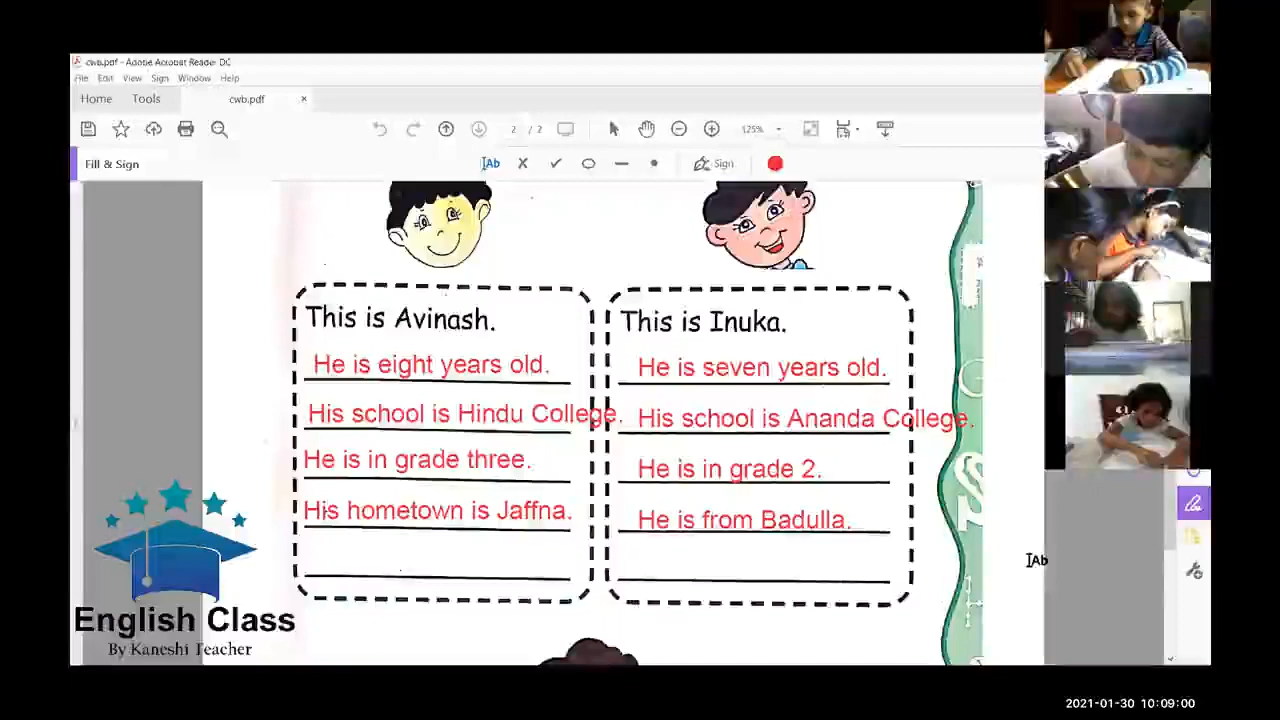 cwb.pdf - Adobe Acrobat Reader DC
File Edit View Sign Window Help
Home Tools cwb.pdf ×
2 / 2 125%
Fill & Sign
Ab Sign
This is Avinash.
He is eight years old.
His school is Hindu College.
He is in grade three.
His hometown is Jaffna.
This is Inuka.
He is seven years old.
His school is Ananda College.
He is in grade 2.
He is from Badulla.
Ab
English Class
By Kaneshi Teacher
2021-01-30 10:09:00